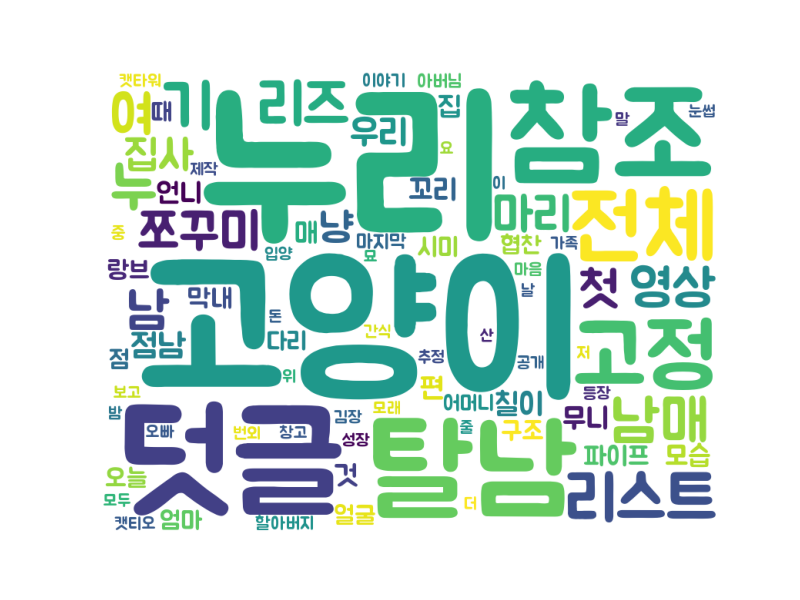 캣타워 이야기 아버님
여 때 기 누리 리즈 우리 집 참조 말 눈썹
집사 제작 요
누 언니 꼬리 이 마리 전체
중 쪼꾸미 매 냥 마지막 시미 협찬 가족
입양 묘
랑브 고양이 마음 첫 영상
남 막내 날
점 점남 돈 다리 간식 추정 산 공개 고정 저
위
보고 편 어머니 칠이 등장
밤 덧글 김장 모래 탈남 무니 남매
오빠 번외 창고 성장 줄 구조
오늘 것 파이프 모습
모두 더 리스트
캣티오 엄마 할아버지 얼굴